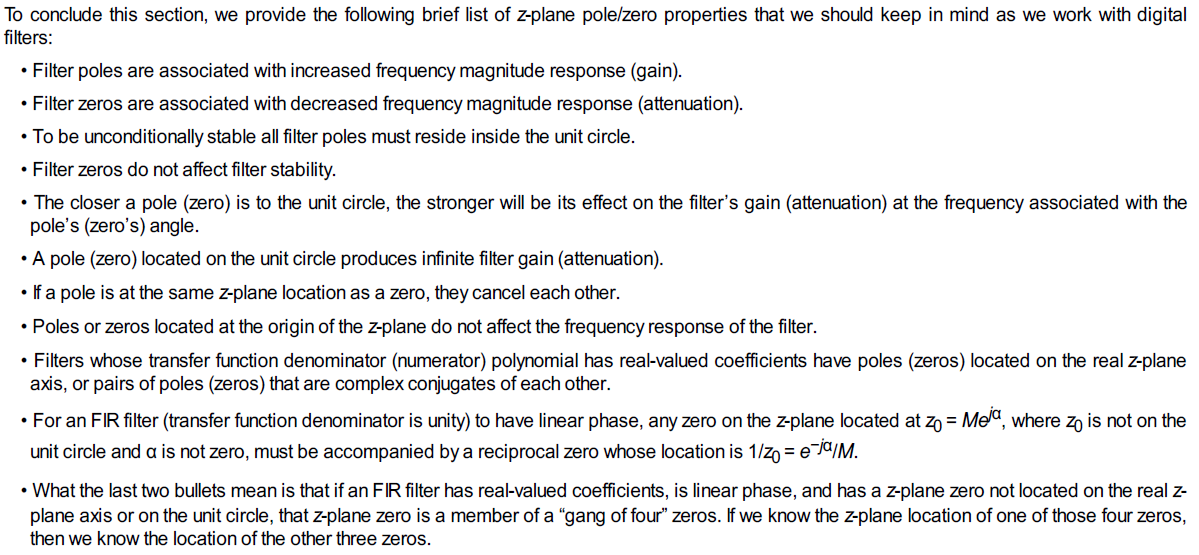 To conclude this section, we provide the following brief list of z-plane pole/zero properties that we should keep in mind as we work with digital
filters:
• Filter poles are associated with increased frequency magnitude response (gain).
• Filter zeros are associated with decreased frequency magnitude response (attenuation).
• To be unconditionally stable all filter poles must reside inside the unit circle.
• Filter zeros do not affect filter stability.
• The closer a pole (zero) is to the unit circle, the stronger will be its effect on the filter’s gain (attenuation) at the frequency associated with the
pole’s (zero’s) angle.
• A pole (zero) located on the unit circle produces infinite filter gain (attenuation).
• If a pole is at the same z-plane location as a zero, they cancel each other.
• Poles or zeros located at the origin of the z-plane do not affect the frequency response of the filter.
• Filters whose transfer function denominator (numerator) polynomial has real-valued coefficients have poles (zeros) located on the real z-plane
axis, or pairs of poles (zeros) that are complex conjugates of each other.
• For an FIR filter (transfer function denominator is unity) to have linear phase, any zero on the z-plane located at z₀ = Me^{jα}, where z₀ is not on the
unit circle and α is not zero, must be accompanied by a reciprocal zero whose location is 1/z₀ = e^{–jα}/M.
• What the last two bullets mean is that if an FIR filter has real-valued coefficients, is linear phase, and has a z-plane zero not located on the real z-
plane axis or on the unit circle, that z-plane zero is a member of a “gang of four” zeros. If we know the z-plane location of one of those four zeros,
then we know the location of the other three zeros.